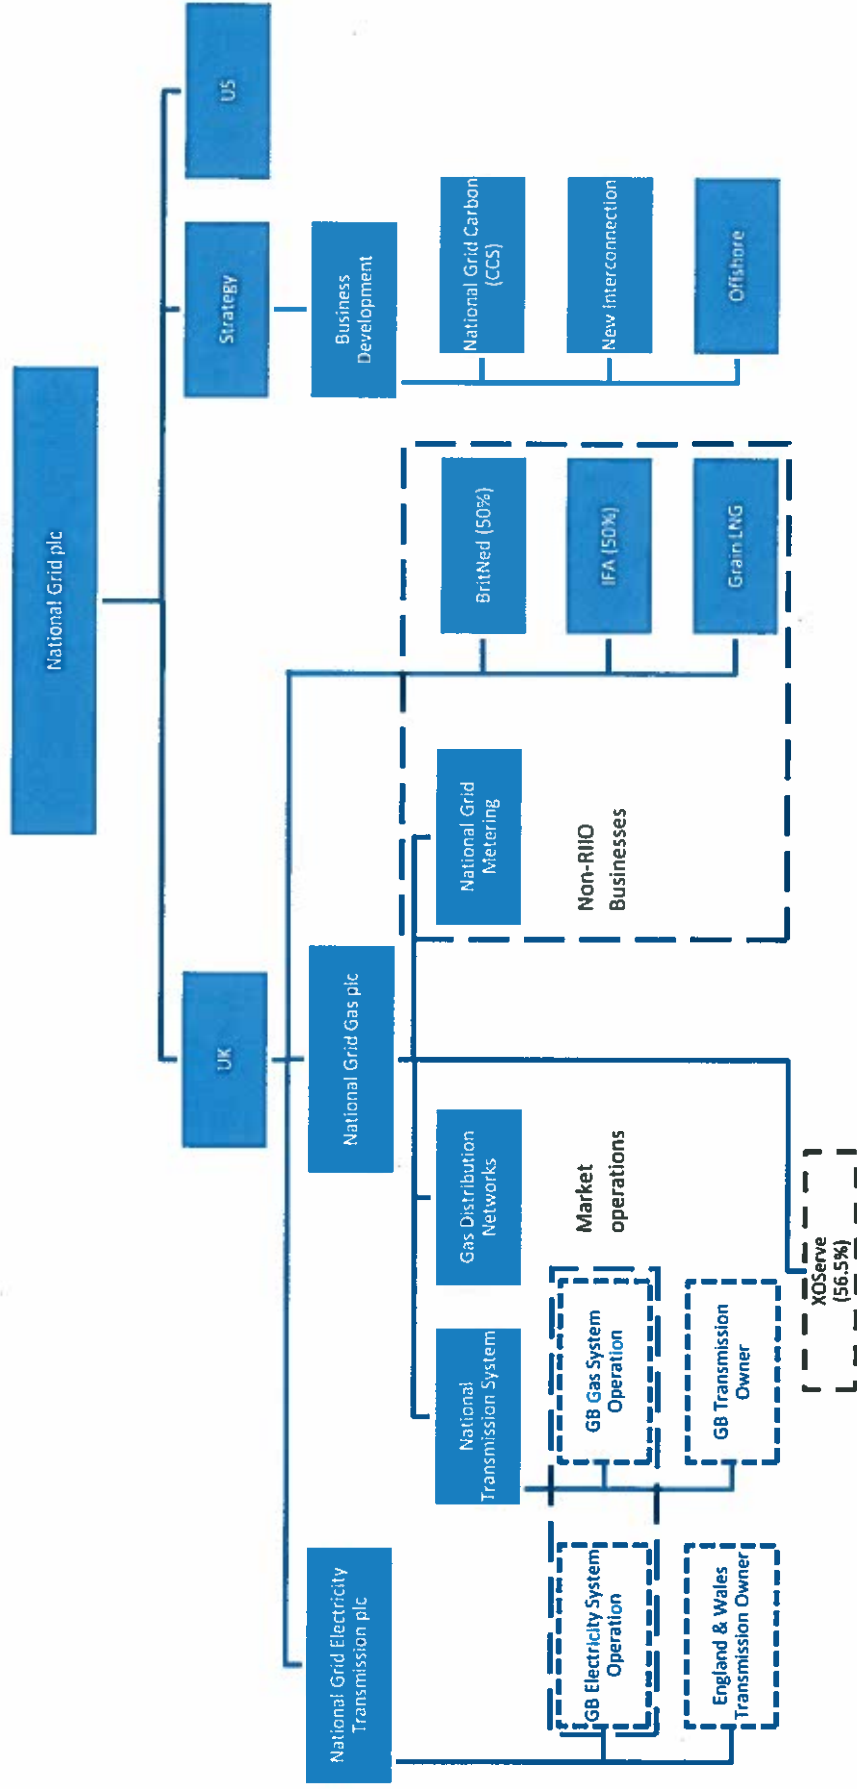 National Grid plc
UK
Strategy
US
National Grid Electricity
Transmission plc
National Grid Gas plc
Business
Development
National
Transmission System
Gas Distribution
Networks
National Grid
Metering
BritNed (50%)
National Grid Carbon
(CCS)
GB Electricity System
Operation
GB Gas System
Operation
Market
operations
Non-RIIO
Businesses
IFA (50%)
New Interconnection
England & Wales
Transmission Owner
GB Transmission
Owner
Grain LNG
Offshore
XOServe
(56.5%)